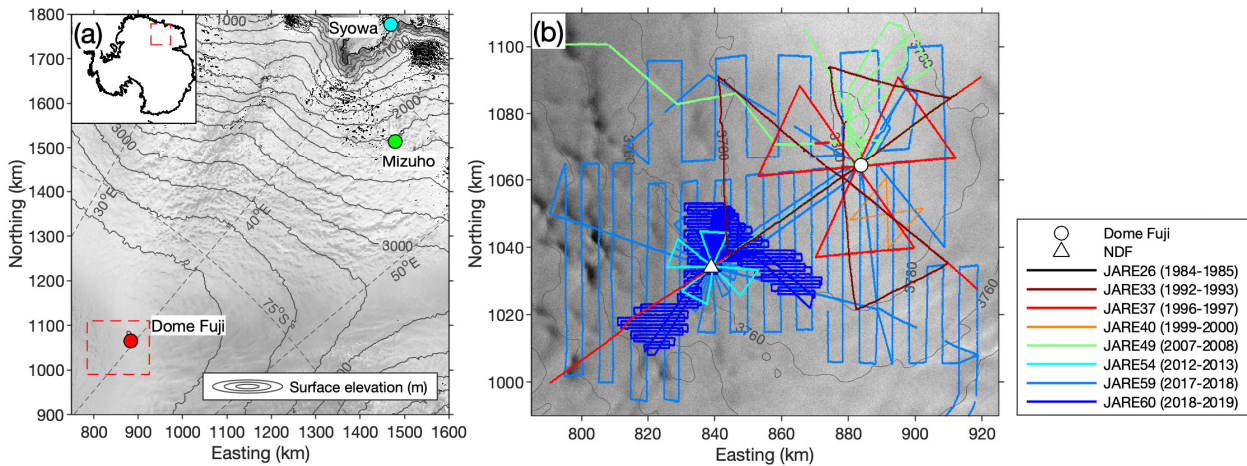 (a)
Syowa
1000
1000
2000
Mizuho
3000
30°E
40°E
3000
50°E
75°S
Dome Fuji
Surface elevation (m)
1800
1700
1600
1500
1400
1300
1200
1100
1000
900
Northing (km)
800 900 1000 1100 1200 1300 1400 1500 1600
Easting (km)
(b)
3780
3760
3700
3780
3760
3760
1100
1080
1060
1040
1020
1000
Northing (km)
800 820 840 860 880 900 920
Easting (km)
Dome Fuji
NDF
JARE26 (1984-1985)
JARE33 (1992-1993)
JARE37 (1996-1997)
JARE40 (1999-2000)
JARE49 (2007-2008)
JARE54 (2012-2013)
JARE59 (2017-2018)
JARE60 (2018-2019)